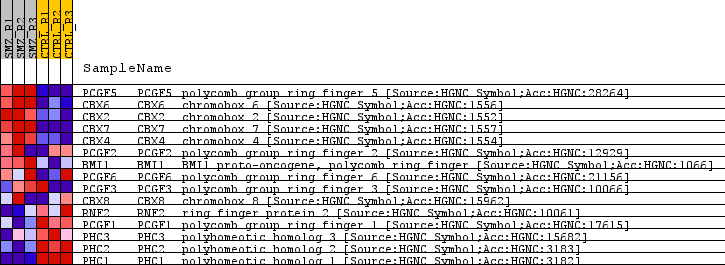 SMZ_R1
SMZ_R2
SMZ_R3
CTRL_R1
CTRL_R2
CTRL_R3
SampleName
PCGF5 PCGF5 polycomb group ring finger 5 [Source:HGNC Symbol;Acc:HGNC:28264]
CBX6 CBX6 chromobox 6 [Source:HGNC Symbol;Acc:HGNC:1556]
CBX2 CBX2 chromobox 2 [Source:HGNC Symbol;Acc:HGNC:1552]
CBX7 CBX7 chromobox 7 [Source:HGNC Symbol;Acc:HGNC:1557]
CBX4 CBX4 chromobox 4 [Source:HGNC Symbol;Acc:HGNC:1554]
PCGF2 PCGF2 polycomb group ring finger 2 [Source:HGNC Symbol;Acc:HGNC:12929]
BMI1 BMI1 BMI1 proto-oncogene, polycomb ring finger [Source:HGNC Symbol;Acc:HGNC:1066]
PCGF6 PCGF6 polycomb group ring finger 6 [Source:HGNC Symbol;Acc:HGNC:21156]
PCGF3 PCGF3 polycomb group ring finger 3 [Source:HGNC Symbol;Acc:HGNC:10066]
CBX8 CBX8 chromobox 8 [Source:HGNC Symbol;Acc:HGNC:15962]
RNF2 RNF2 ring finger protein 2 [Source:HGNC Symbol;Acc:HGNC:10061]
PCGF1 PCGF1 polycomb group ring finger 1 [Source:HGNC Symbol;Acc:HGNC:17615]
PHC3 PHC3 polyhomeotic homolog 3 [Source:HGNC Symbol;Acc:HGNC:15682]
PHC2 PHC2 polyhomeotic homolog 2 [Source:HGNC Symbol;Acc:HGNC:3183]
PHC1 PHC1 polyhomeotic homolog 1 [Source:HGNC Symbol;Acc:HGNC:3182]